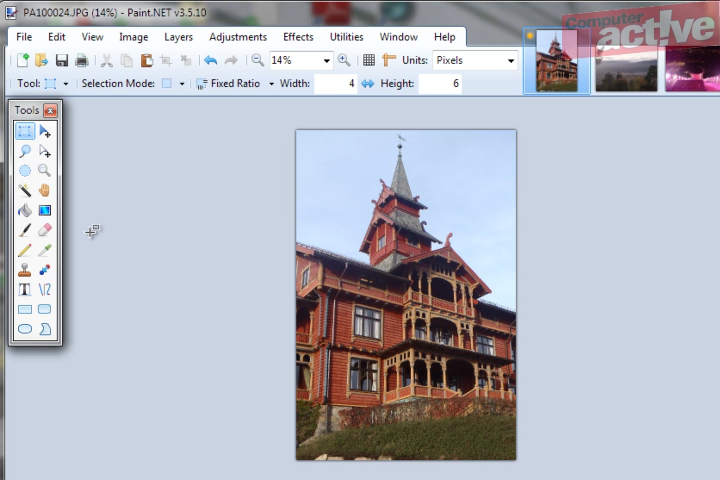 PA100024.JPG (14%) - Paint.NET v3.5.10
File Edit View Image Layers Adjustments Effects Utilities Window Help
14% Units: Pixels
Tool: Selection Mode: Fixed Ratio Width: 4 Height: 6
Tools
Computer
active